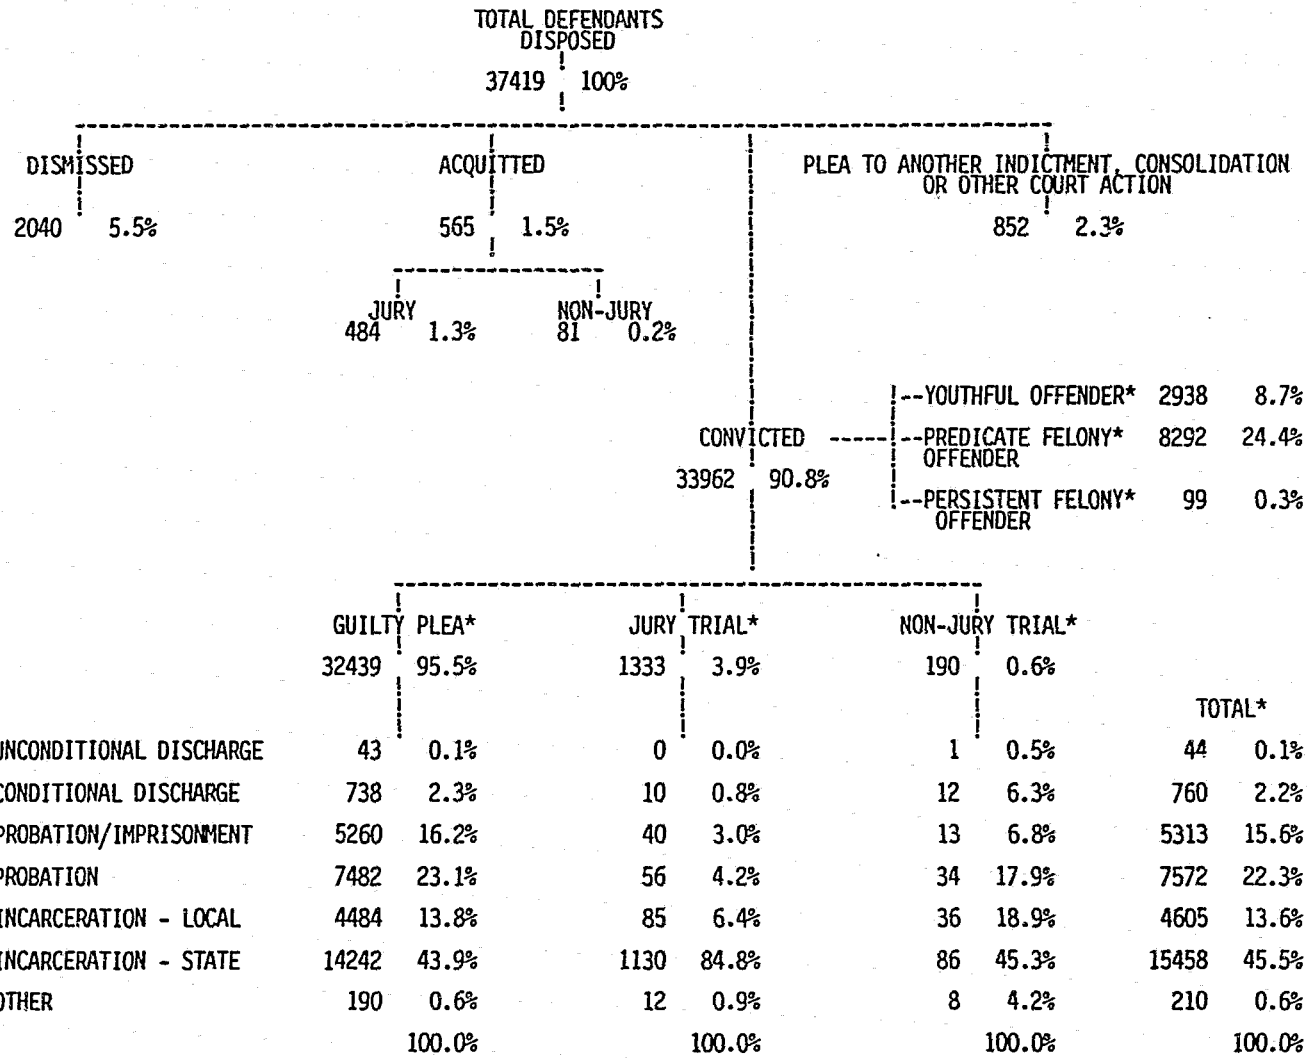 TOTAL DEFENDANTS
DISPOSED
37419 100%
DISMISSED ACQUITTED PLEA TO ANOTHER INDICTMENT, CONSOLIDATION
OR OTHER COURT ACTION
2040 5.5% 565 1.5% 852 2.3%
JURY NON-JURY
484 1.3% 81 0.2%
--YOUTHFUL OFFENDER* 2938 8.7%
CONVICTED -----
--PREDICATE FELONY* 8292 24.4%
OFFENDER
33962 90.8%
--PERSISTENT FELONY* 99 0.3%
OFFENDER
GUILTY PLEA* JURY TRIAL* NON-JURY TRIAL*
32439 95.5% 1333 3.9% 190 0.6%
TOTAL*
UNCONDITIONAL DISCHARGE 43 0.1% 0 0.0% 1 0.5% 44 0.1%
CONDITIONAL DISCHARGE 738 2.3% 10 0.8% 12 6.3% 760 2.2%
PROBATION/IMPRISONMENT 5260 16.2% 40 3.0% 13 6.8% 5313 15.6%
PROBATION 7482 23.1% 56 4.2% 34 17.9% 7572 22.3%
INCARCERATION - LOCAL 4484 13.8% 85 6.4% 36 18.9% 4605 13.6%
INCARCERATION - STATE 14242 43.9% 1130 84.8% 86 45.3% 15458 45.5%
OTHER 190 0.6% 12 0.9% 8 4.2% 210 0.6%
100.0% 100.0% 100.0% 100.0%